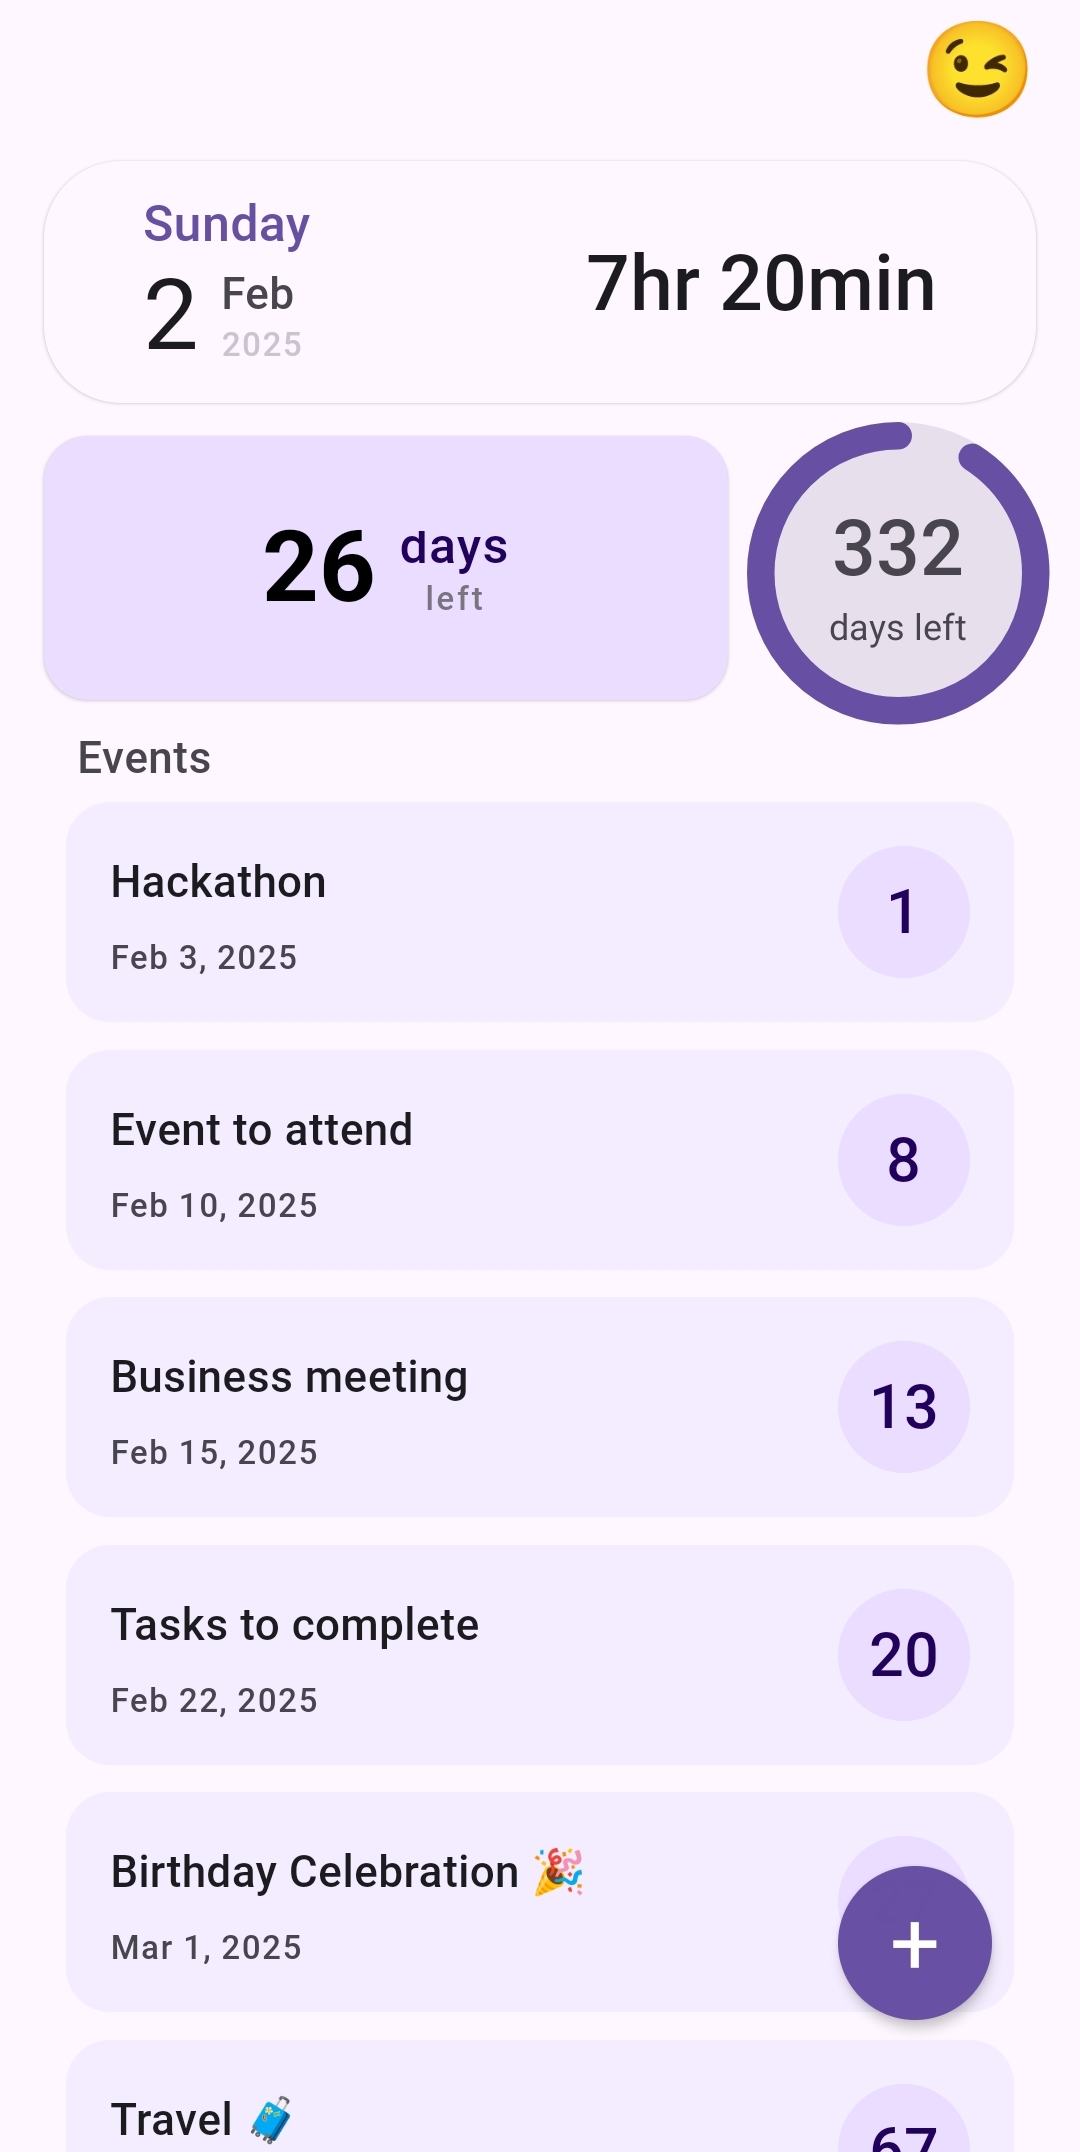 Sunday
2 Feb
2025
7hr 20min
26 days
left
332
days left
Events
Hackathon
Feb 3, 2025
1
Event to attend
Feb 10, 2025
8
Business meeting
Feb 15, 2025
13
Tasks to complete
Feb 22, 2025
20
Birthday Celebration 🎉
Mar 1, 2025
+
Travel 🧳
67